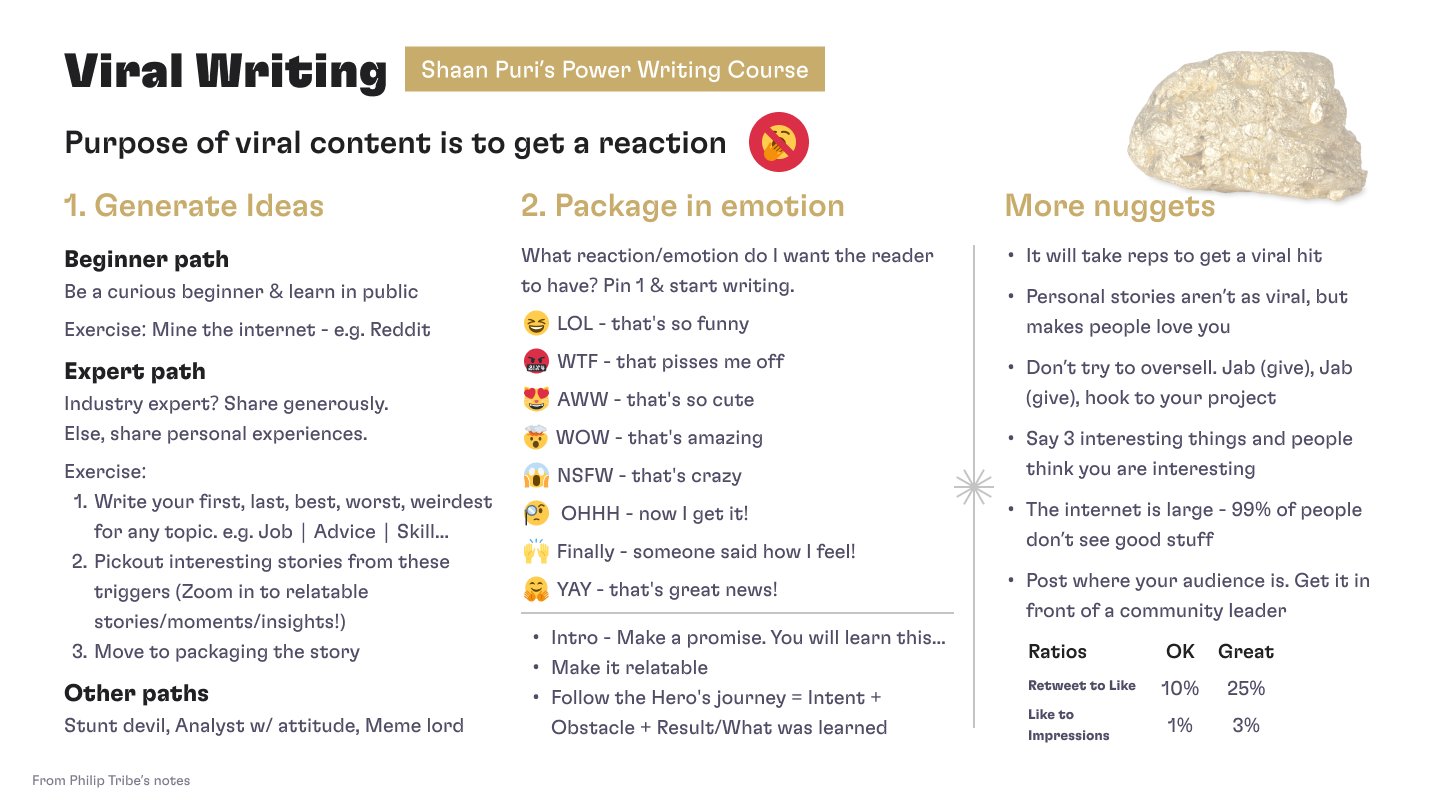 Viral Writing
Shaan Puri's Power Writing Course
Purpose of viral content is to get a reaction
1. Generate Ideas
Beginner path
Be a curious beginner & learn in public
Exercise: Mine the internet - e.g. Reddit
Expert path
Industry expert? Share generously.
Else, share personal experiences.
Exercise:
1. Write your first, last, best, worst, weirdest
for any topic. e.g. Job | Advice | Skill...
2. Pickout interesting stories from these
triggers (Zoom in to relatable
stories/moments/insights!)
3. Move to packaging the story
Other paths
Stunt devil, Analyst w/ attitude, Meme lord
2. Package in emotion
What reaction/emotion do I want the reader
to have? Pin 1 & start writing.
😆 LOL - that's so funny
🤬 WTF - that pisses me off
😍 AWW - that's so cute
🤯 WOW - that's amazing
😱 NSFW - that's crazy
🧐 OHHH - now I get it!
🙌 Finally - someone said how I feel!
🤗 YAY - that's great news!
• Intro - Make a promise. You will learn this...
• Make it relatable
• Follow the Hero's journey = Intent +
Obstacle + Result/What was learned
More nuggets
• It will take reps to get a viral hit
• Personal stories aren't as viral, but
makes people love you
• Don't try to oversell. Jab (give), Jab
(give), hook to your project
• Say 3 interesting things and people
think you are interesting
• The internet is large - 99% of people
don't see good stuff
• Post where your audience is. Get it in
front of a community leader
Ratios OK Great
Retweet to Like 10% 25%
Like to
Impressions 1% 3%
From Philip Tribe's notes